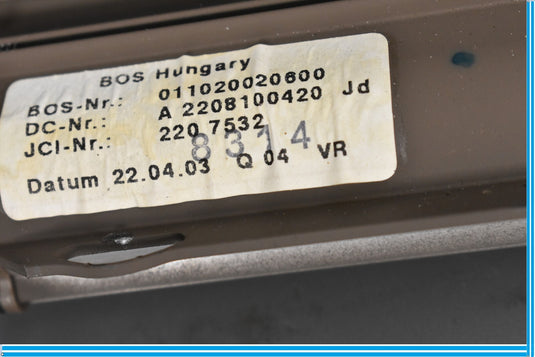 BOS Hungary
BOS-Nr.: 011020020600
DC-Nr.: A 2208100420 Jd
JCI-Nr.: 220 7532
8314
Datum 22.04.03 Q 04 VR